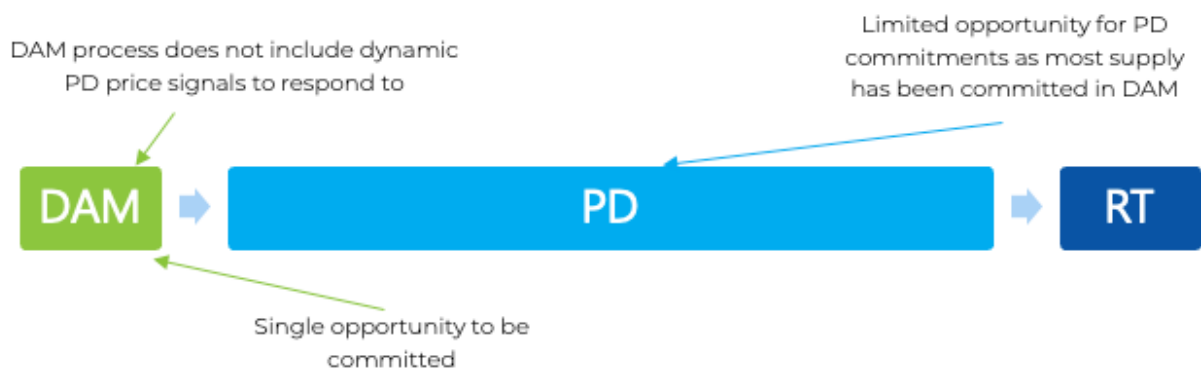 DAM process does not include dynamic
PD price signals to respond to
Limited opportunity for PD
commitments as most supply
has been committed in DAM
DAM
PD
RT
Single opportunity to be
committed